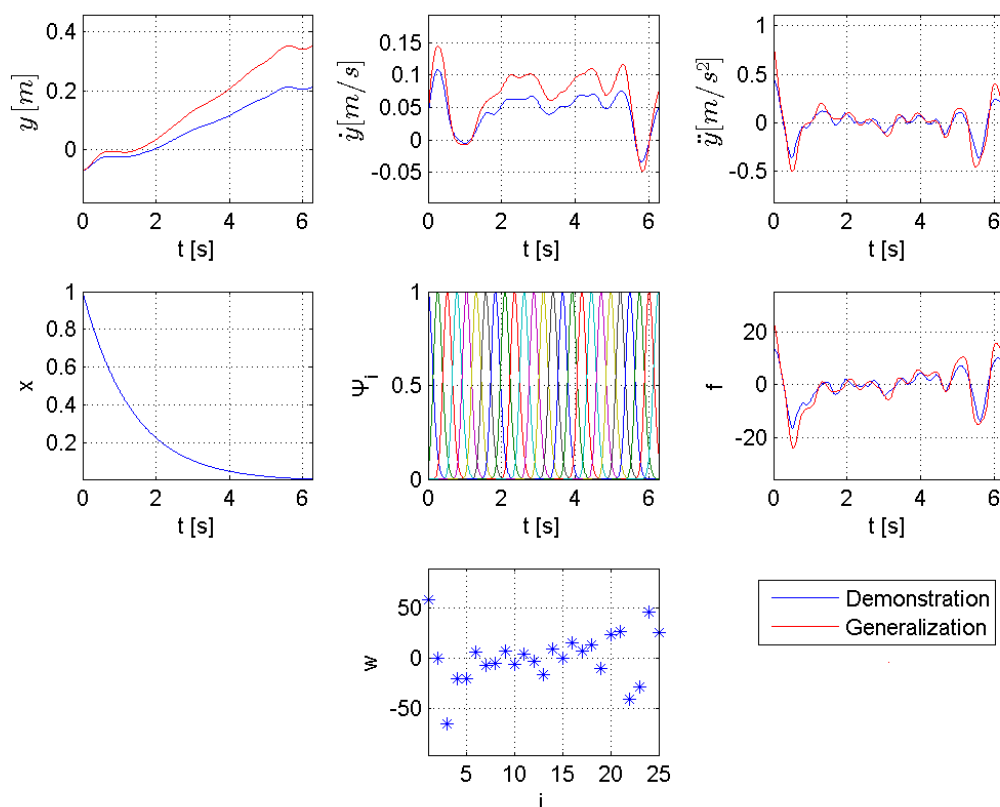 0.4
0.2
0
y [m]
0 2 4 6
t [s]
0.15
0.1
0.05
0
-0.05
ẏ[m/s]
0 2 4 6
t [s]
1
0.5
0
-0.5
ÿ[m/s²]
0 2 4 6
t [s]
1
0.8
0.6
0.4
0.2
x
0 2 4 6
t [s]
1
0.5
0
Ψi
0 2 4 6
t [s]
20
0
-20
f
0 2 4 6
t [s]
50
0
-50
w
5 10 15 20 25
i
Demonstration
Generalization